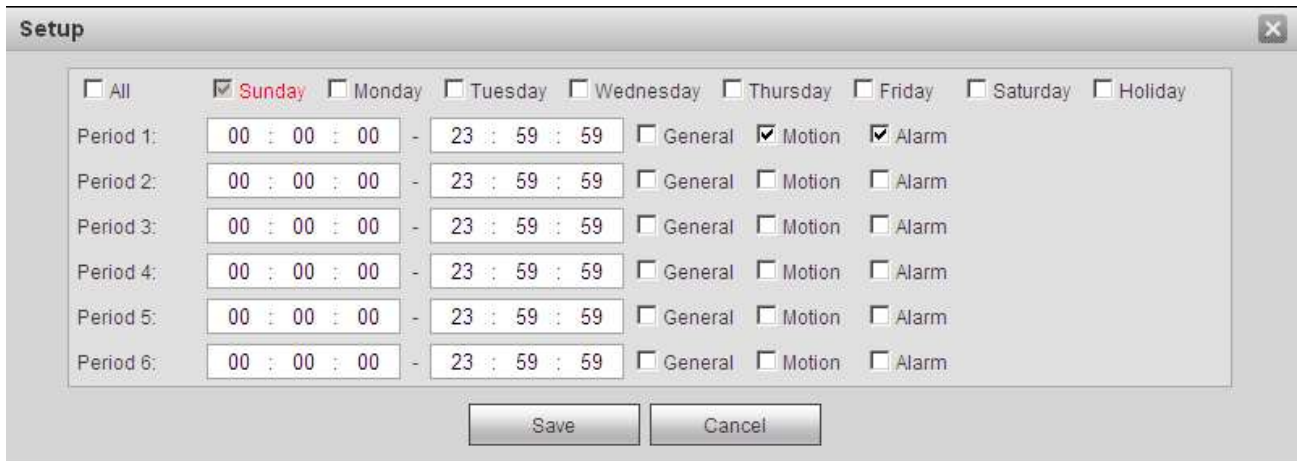 Setup
All Sunday Monday Tuesday Wednesday Thursday Friday Saturday Holiday
Period 1: 00 : 00 : 00 - 23 : 59 : 59 General Motion Alarm
Period 2: 00 : 00 : 00 - 23 : 59 : 59 General Motion Alarm
Period 3: 00 : 00 : 00 - 23 : 59 : 59 General Motion Alarm
Period 4: 00 : 00 : 00 - 23 : 59 : 59 General Motion Alarm
Period 5: 00 : 00 : 00 - 23 : 59 : 59 General Motion Alarm
Period 6: 00 : 00 : 00 - 23 : 59 : 59 General Motion Alarm
Save Cancel